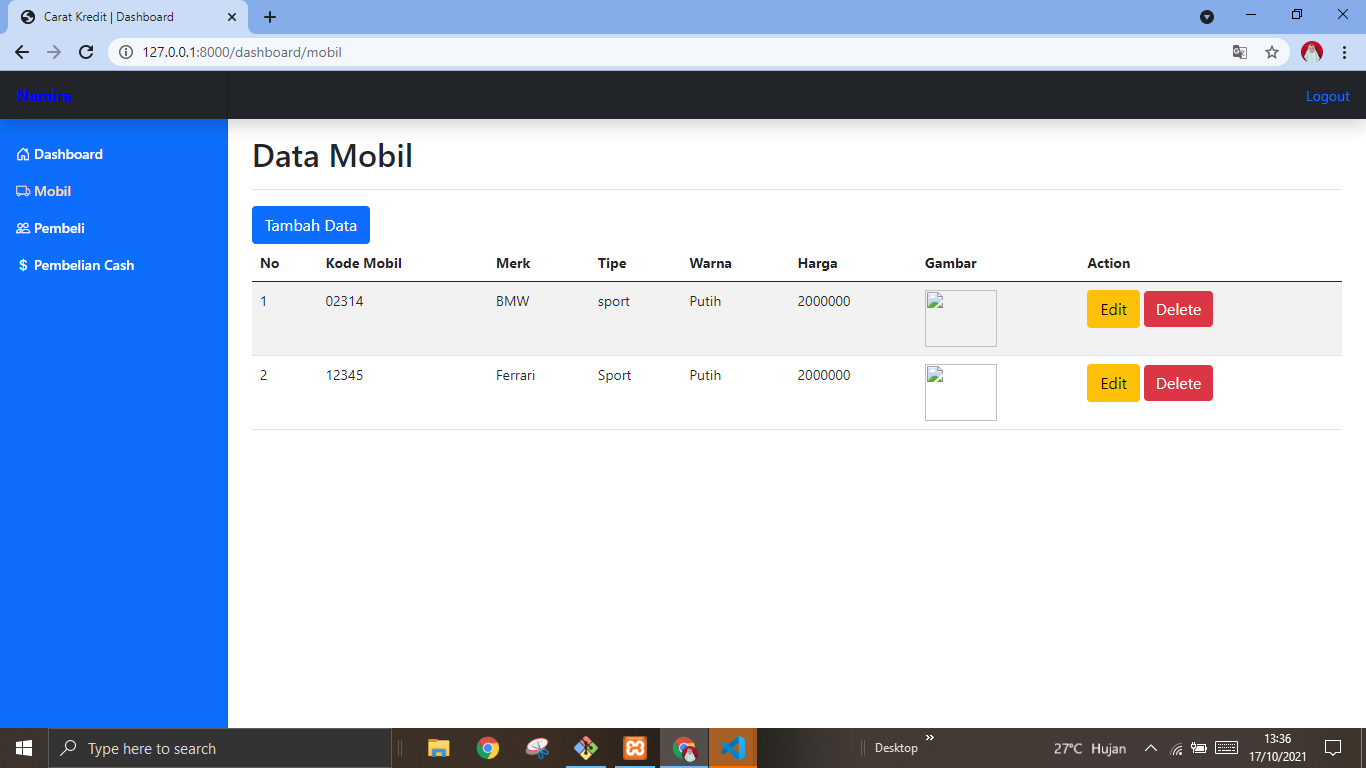 Carat Kredit | Dashboard
127.0.0.1:8000/dashboard/mobil
Namira
Logout
Dashboard
Mobil
Pembeli
Pembelian Cash
Data Mobil
Tambah Data
No Kode Mobil Merk Tipe Warna Harga Gambar Action
1 02314 BMW sport Putih 2000000 Edit Delete
2 12345 Ferrari Sport Putih 2000000 Edit Delete
Type here to search
Desktop
27°C Hujan
13:36
17/10/2021